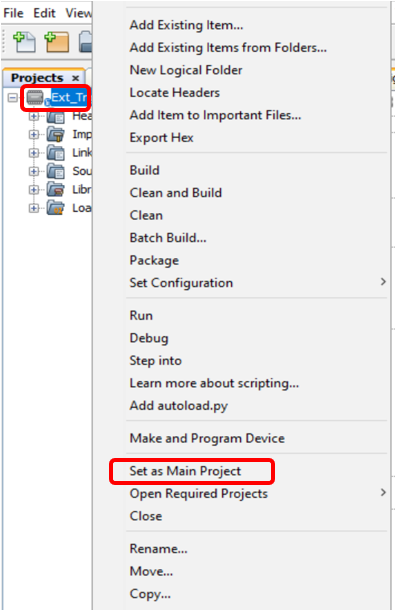 File Edit View
Projects ×
Ext_Tr
Hea
Imp
Link
Sou
Libr
Loa
Add Existing Item...
Add Existing Items from Folders...
New Logical Folder
Locate Headers
Add Item to Important Files...
Export Hex
Build
Clean and Build
Clean
Batch Build...
Package
Set Configuration
Run
Debug
Step into
Learn more about scripting...
Add autoload.py
Make and Program Device
Set as Main Project
Open Required Projects
Close
Rename...
Move...
Copy...